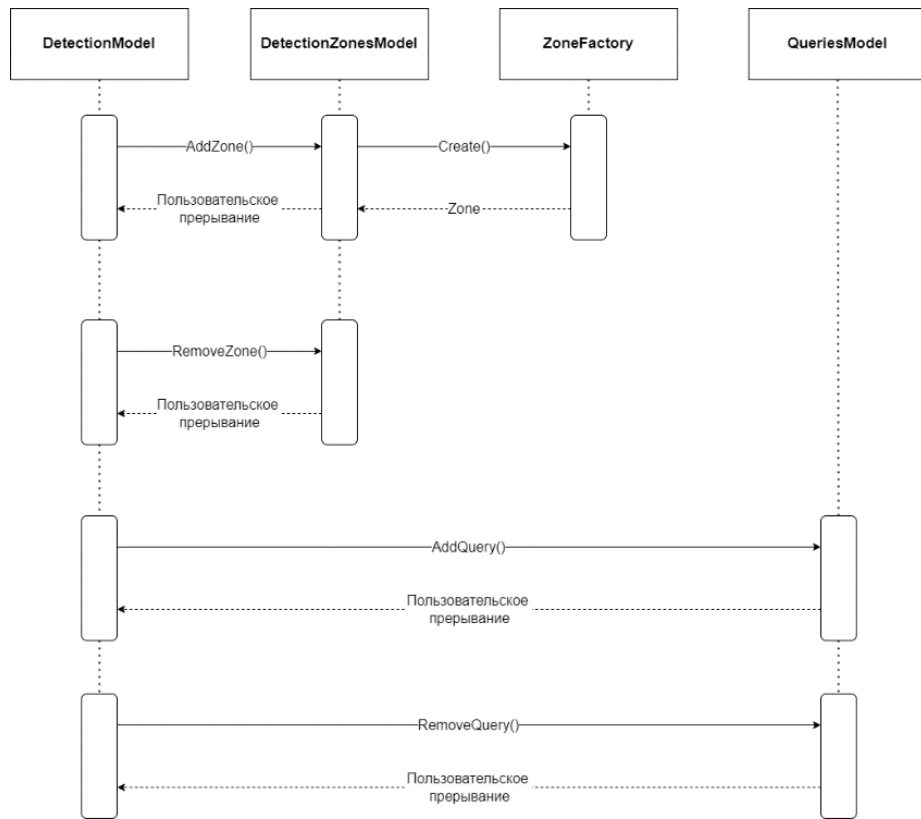 DetectionModel
DetectionZonesModel
ZoneFactory
QueriesModel
AddZone()
Create()
Пользовательское
прерывание
Zone
RemoveZone()
Пользовательское
прерывание
AddQuery()
Пользовательское
прерывание
RemoveQuery()
Пользовательское
прерывание